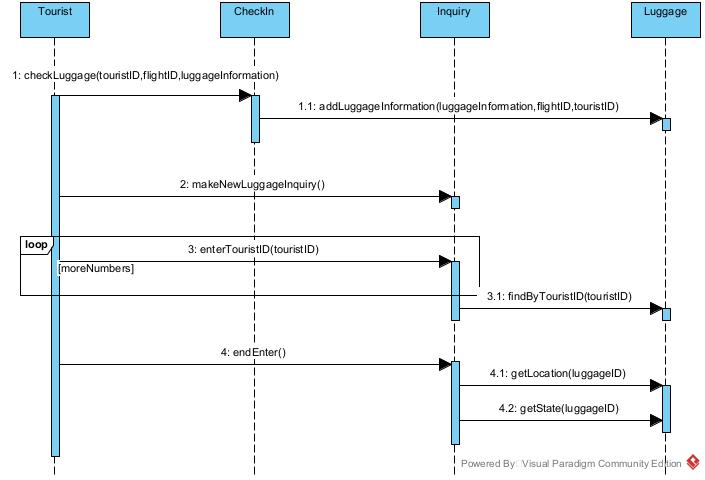 Tourist
CheckIn
Inquiry
Luggage
1: checkLuggage(touristID,flightID,luggageInformation)
1.1: addLuggageInformation(luggageInformation,flightID,touristID)
2: makeNewLuggageInquiry()
loop
3: enterTouristID(touristID)
[moreNumbers]
3.1: findByTouristID(touristID)
4: endEnter()
4.1: getLocation(luggageID)
4.2: getState(luggageID)
Powered By Visual Paradigm Community Edition